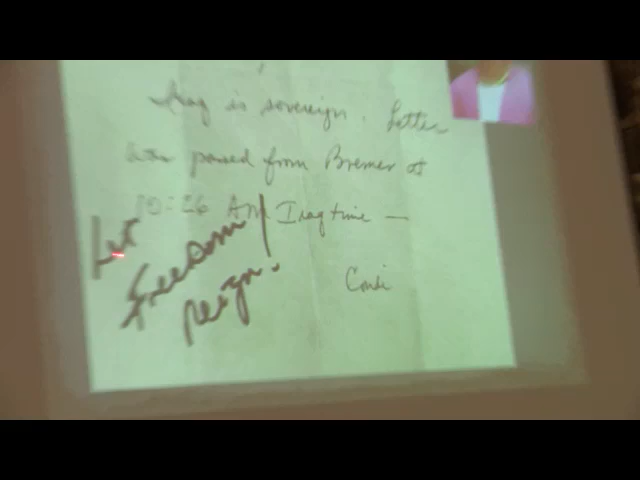 Iraq is sovereign. Letter
was passed from Bremer at
10:26 AM Iraq time —
Condi
Let
Freedom
Reign!